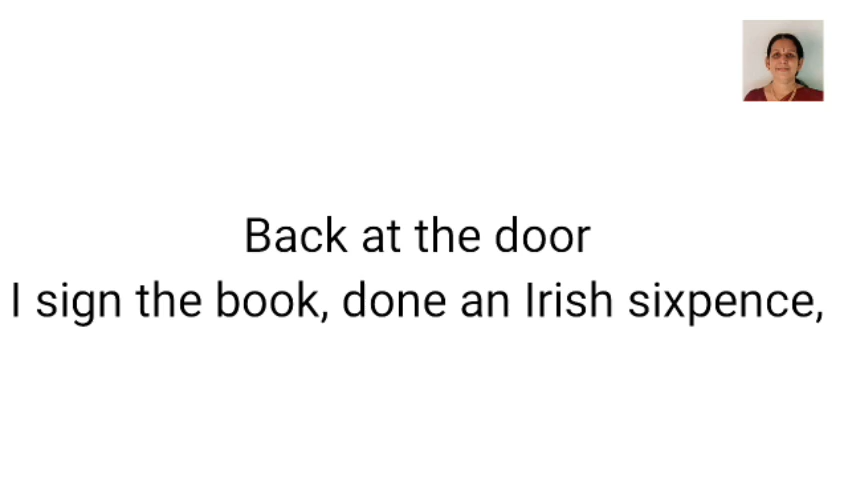 Back at the door
I sign the book, done an Irish sixpence,